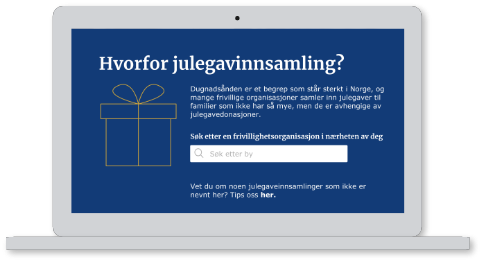 Hvorfor julegavinnsamling?
Dugnadsånden er et begrep som står sterkt i Norge, og
mange frivillige organisasjoner samler inn julegaver til
familier som ikke har så mye, men de er avhengige av
julegavedonasjoner.
Søk etter en frivillighetsorganisasjon i nærheten av deg
Søk etter by
Vet du om noen julegaveinnsamlinger som ikke er
nevnt her? Tips oss her.